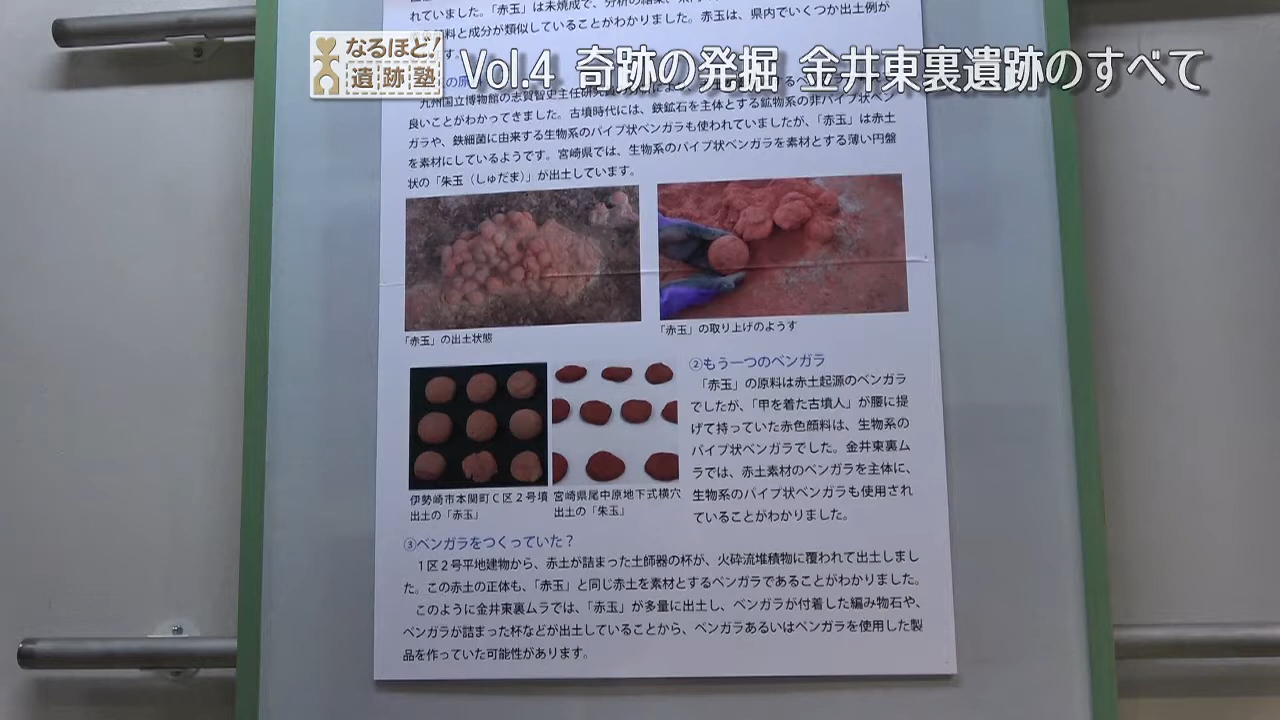 なるほど!
遺跡塾
Vol.4 奇跡の発掘 金井東裏遺跡のすべて
れていました。「赤玉」は未焼成で、分析の結果、
料と成分が類似していることがわかりました。赤玉は、県内でいくつか出土例が
す。
の原
九州国立博物館の志賀智史主任研究
良いことがわかってきました。古墳時代には、鉄鉱石を主体とする鉱物系の非パイプ状ベン
ガラや、鉄細菌に由来する生物系のパイプ状ベンガラも使われていましたが、「赤玉」は赤土
を素材にしているようです。宮崎県では、生物系のパイプ状ベンガラを素材とする薄い円盤
状の「朱玉（しゅだま）」が出土しています。
「赤玉」の出土状態
「赤玉」の取り上げのようす
伊勢崎市本関町C区2号墳
出土の「赤玉」
宮崎県尾中原地下式横穴
出土の「朱玉」
②もう一つのベンガラ
「赤玉」の原料は赤土起源のベンガラ
でしたが、「甲を着た古墳人」が腰に提
げて持っていた赤色顔料は、生物系の
パイプ状ベンガラでした。金井東裏ム
ラでは、赤土素材のベンガラを主体に、
生物系のパイプ状ベンガラも使用され
ていることがわかりました。
③ベンガラをつくっていた？
1区2号平地建物から、赤土が詰まった土師器の杯が、火砕流堆積物に覆われて出土しまし
た。この赤土の正体も、「赤玉」と同じ赤土を素材とするベンガラであることがわかりました。
このように金井東裏ムラでは、「赤玉」が多量に出土し、ベンガラが付着した編み物石や、
ベンガラが詰まった杯などが出土していることから、ベンガラあるいはベンガラを使用した製
品を作っていた可能性があります。